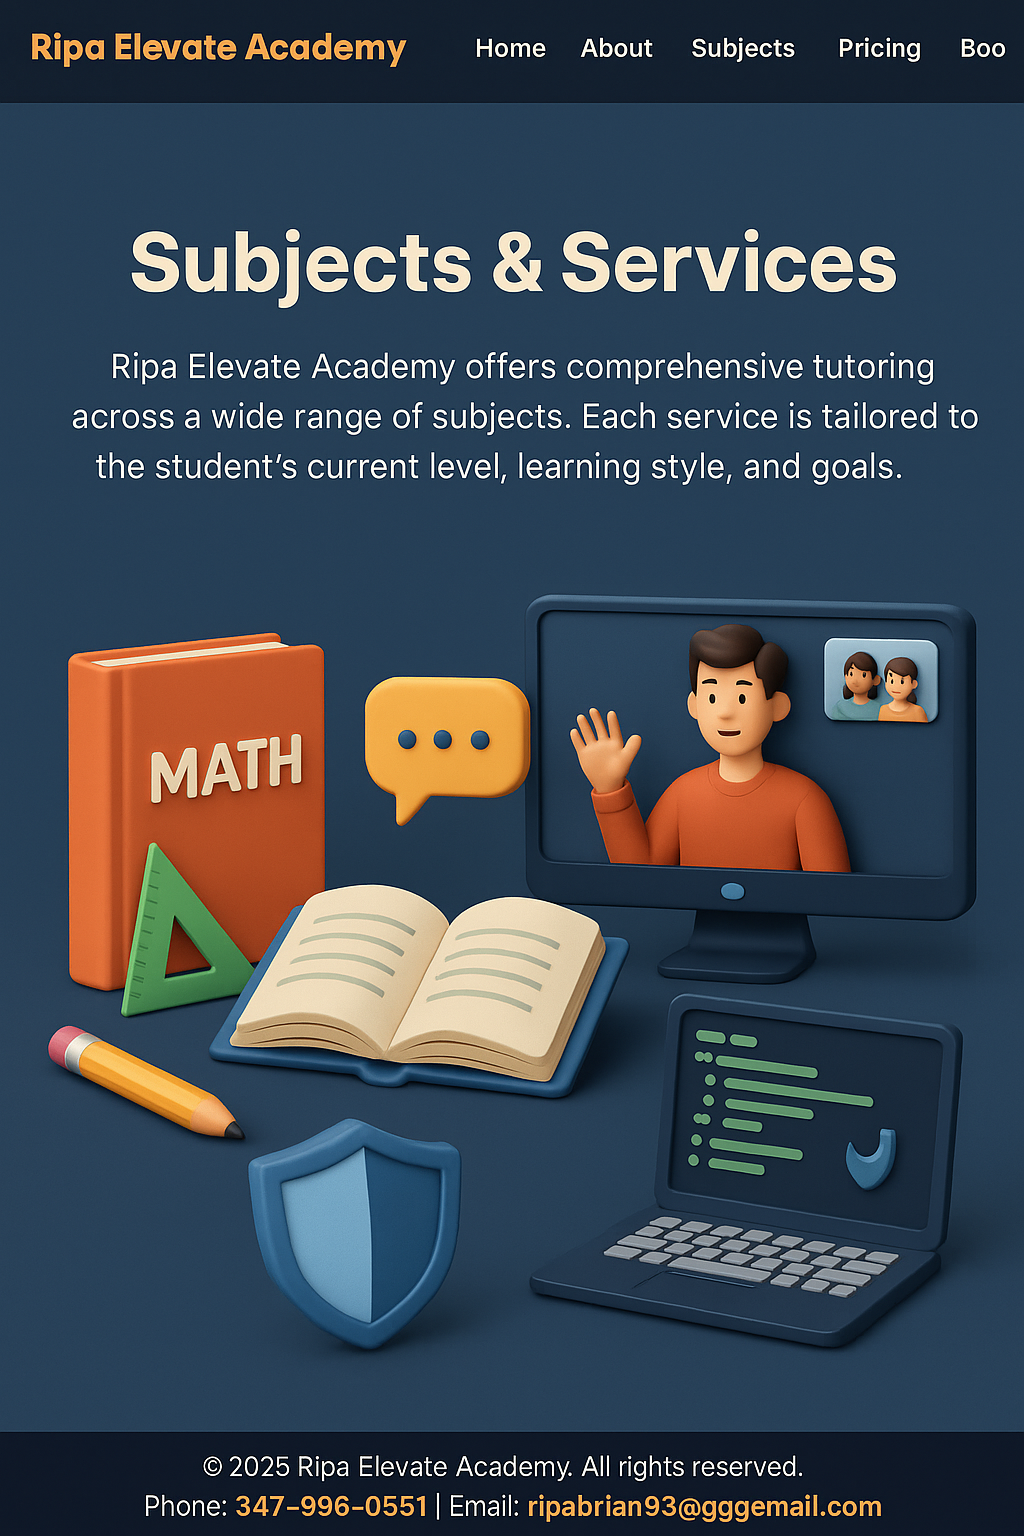 Ripa Elevate Academy Home About Subjects Pricing Boo
Subjects & Services
Ripa Elevate Academy offers comprehensive tutoring
across a wide range of subjects. Each service is tailored to
the student’s current level, learning style, and goals.
MATH
© 2025 Ripa Elevate Academy. All rights reserved.
Phone: 347-996-0551 | Email: ripabrian93@gggemail.com